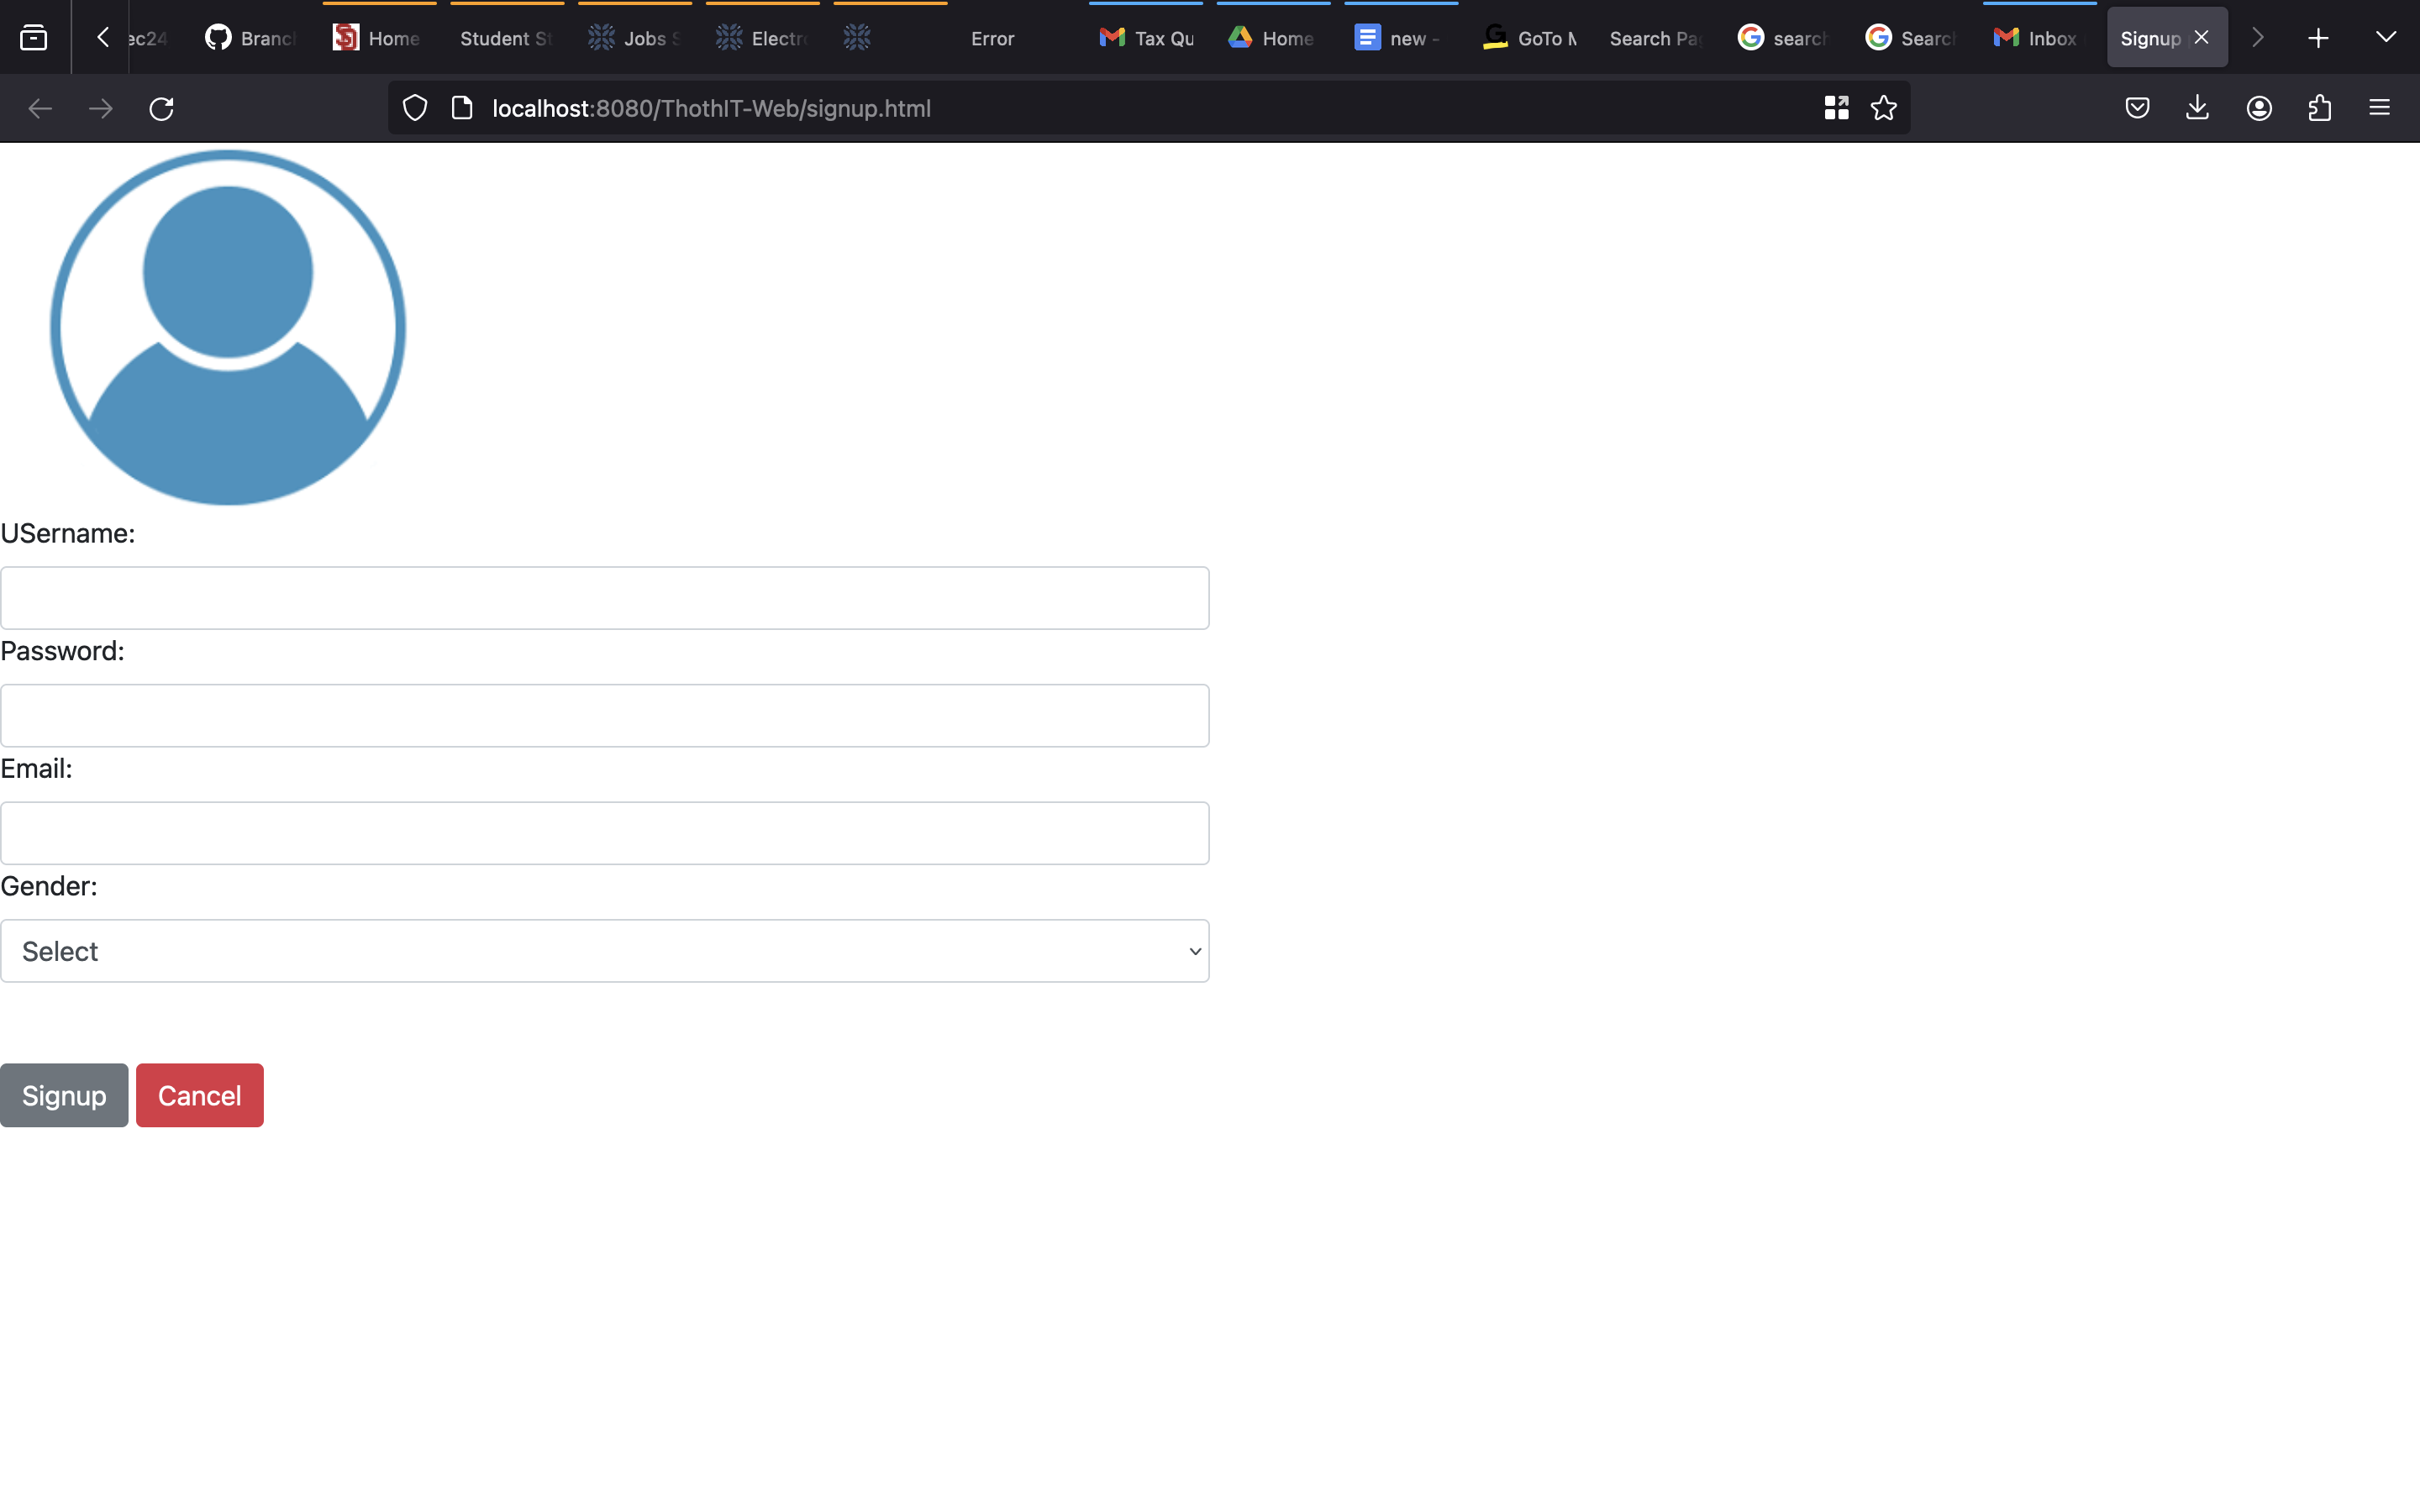 ec24 Branc Home Student St Jobs S Electr Error Tax Qu Home new - GoTo M Search Pa search Search Inbox Signup
localhost:8080/ThothIT-Web/signup.html
USername:
Password:
Email:
Gender:
Select
Signup Cancel